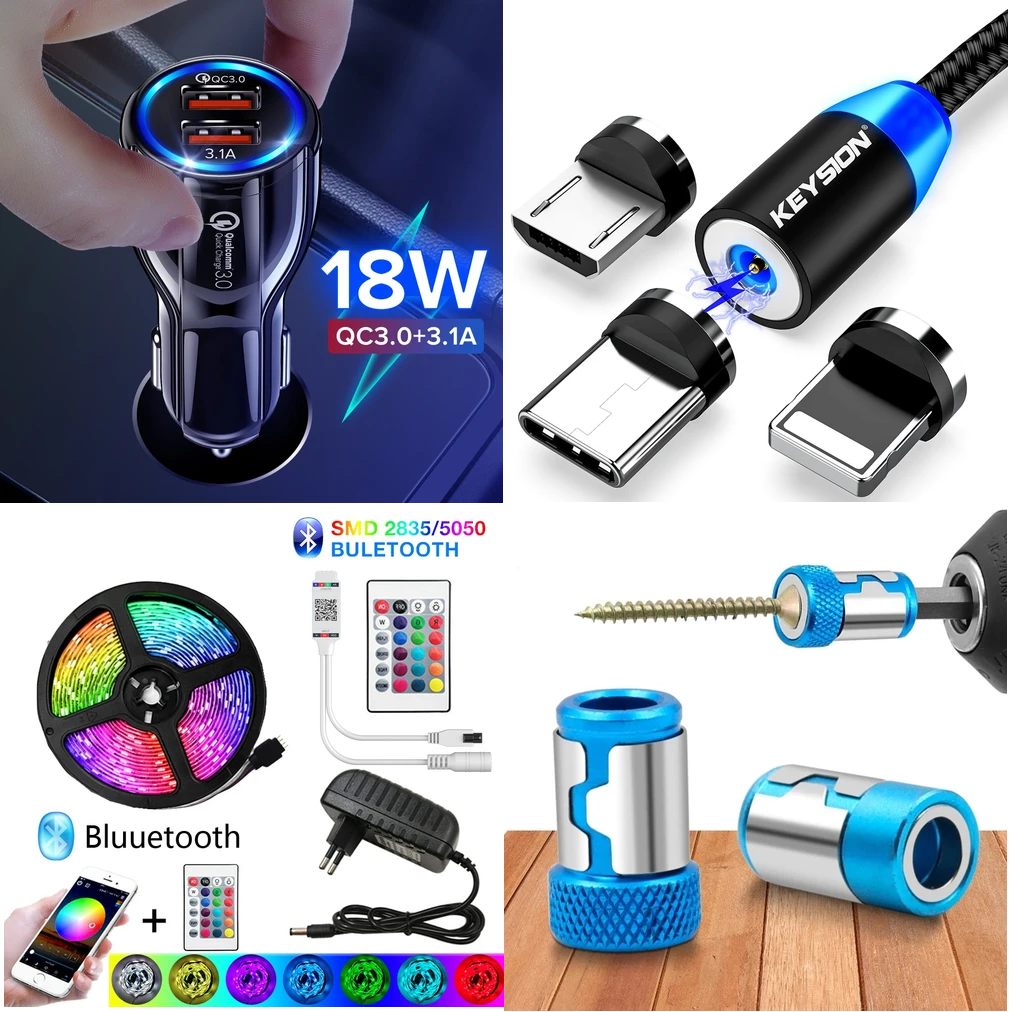 QC3.0
3.1A
Qualcomm
Quick Charge 3.0
18W
QC3.0+3.1A
KEYSION®
SMD 2835/5050
BULETOOTH
W
Bluuetooth
+